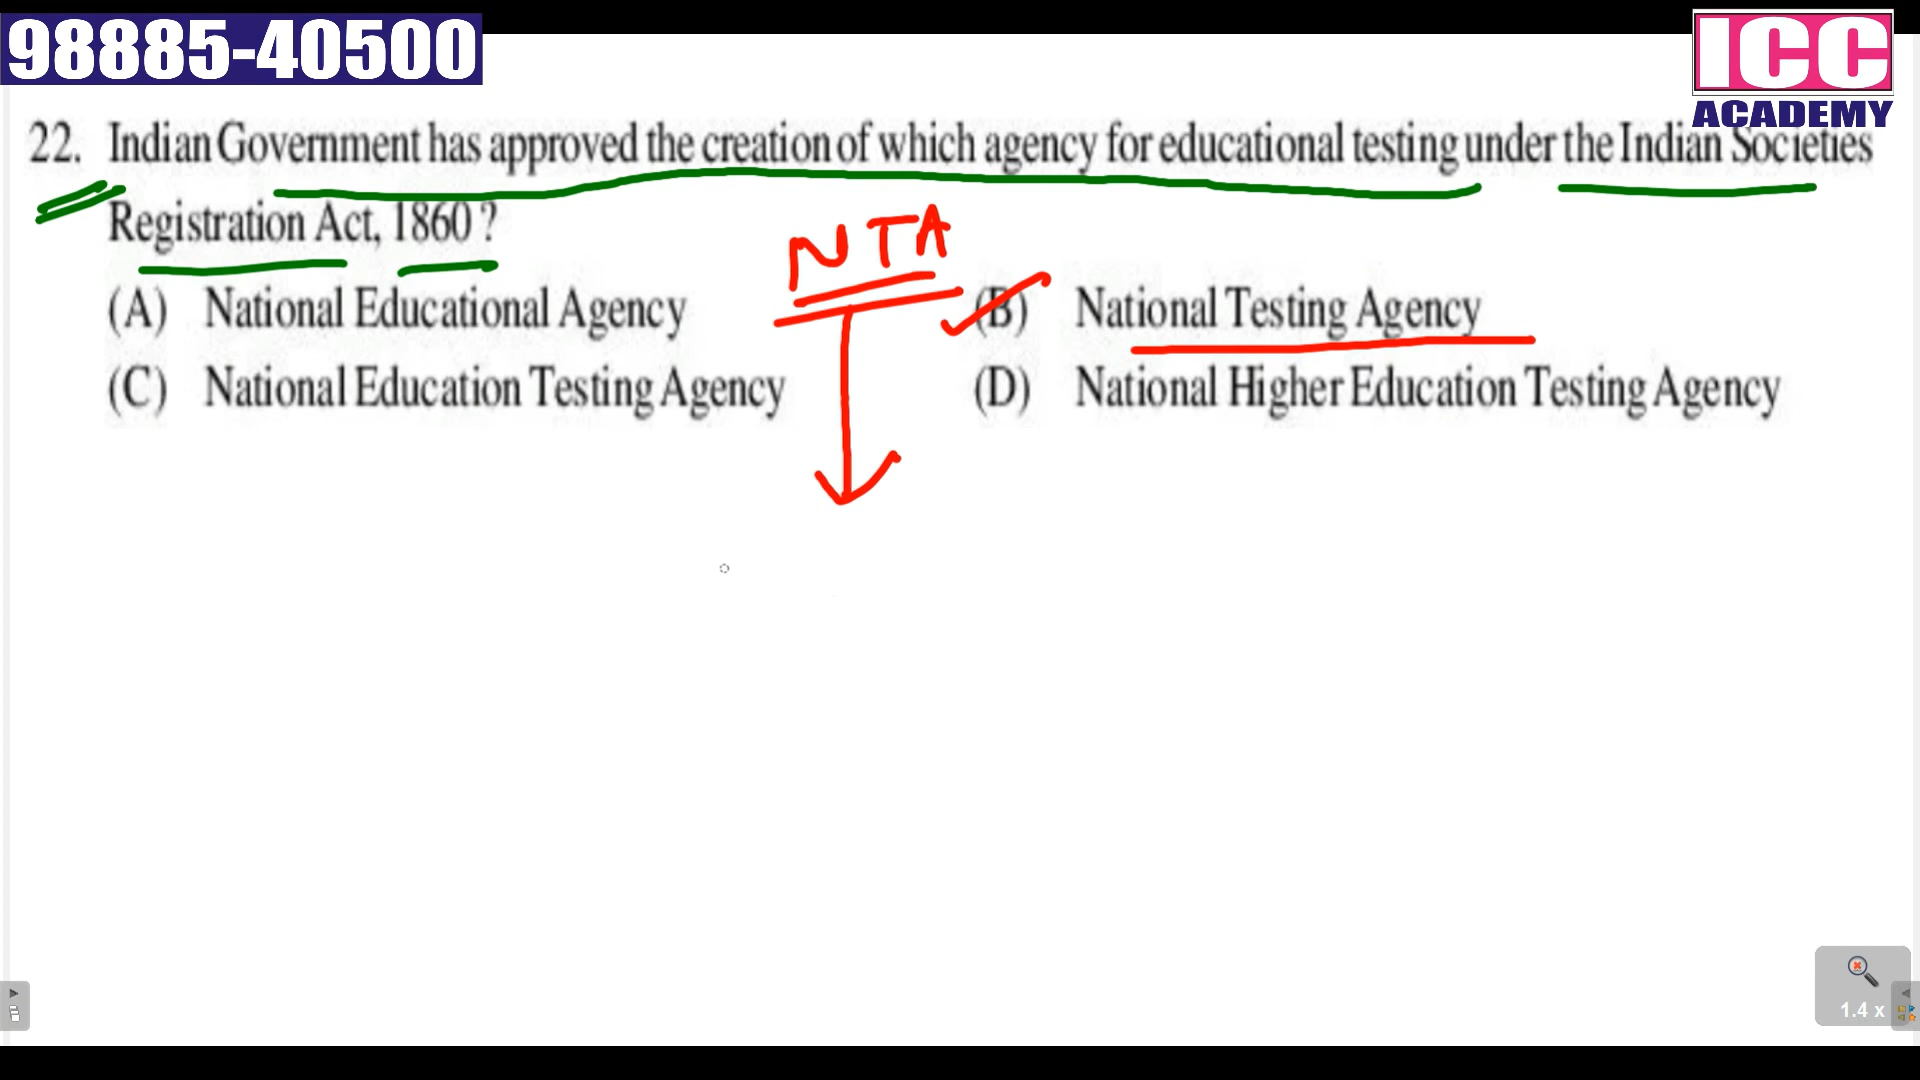 98885-40500
ICC
ACADEMY
22. Indian Government has approved the creation of which agency for educational testing under the Indian Societies
Registration Act, 1860 ?
NTA
(A) National Educational Agency (B) National Testing Agency
(C) National Education Testing Agency (D) National Higher Education Testing Agency
1.4 x